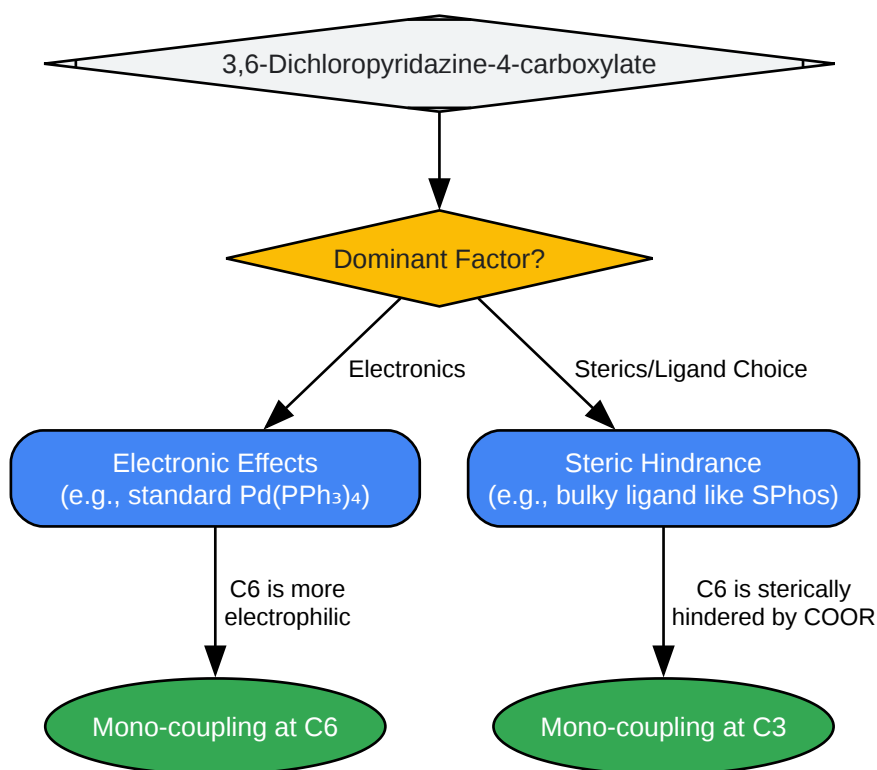 3,6-Dichloropyridazine-4-carboxylate
Dominant Factor?
Electronics
Sterics/Ligand Choice
Electronic Effects
(e.g., standard Pd(PPh₃)₄)
Steric Hindrance
(e.g., bulky ligand like SPhos)
C6 is more
electrophilic
C6 is sterically
hindered by COOR
Mono-coupling at C6
Mono-coupling at C3